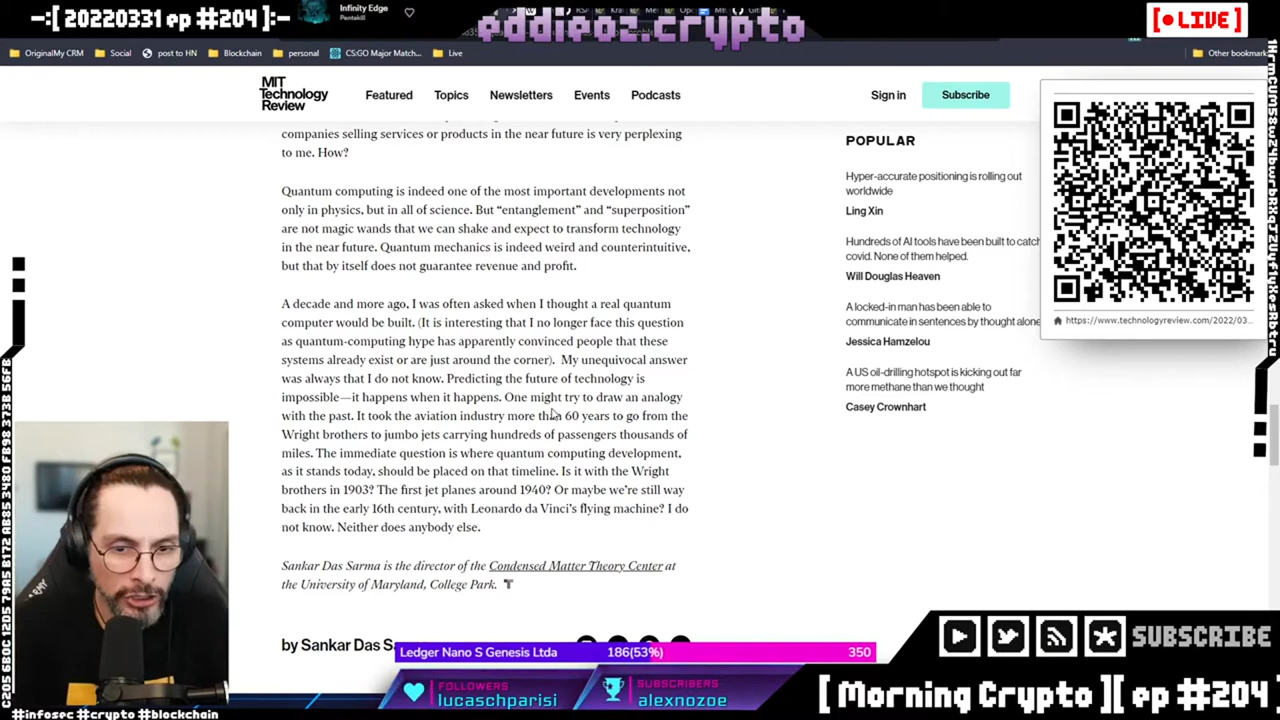 -:[ 20220331 ep #204 ]:-
Infinity Edge
Pentakill
eddieoz.crypto
[● LIVE]
OriginalMy CRM
Social
post to HN
Blockchain
personal
CS:GO Major Match...
Live
Other bookmark
MIT
Technology
Review
Featured
Topics
Newsletters
Events
Podcasts
Sign in
Subscribe
companies selling services or products in the near future is very perplexing
to me. How?
Quantum computing is indeed one of the most important developments not
only in physics, but in all of science. But “entanglement” and “superposition”
are not magic wands that we can shake and expect to transform technology
in the near future. Quantum mechanics is indeed weird and counterintuitive,
but that by itself does not guarantee revenue and profit.
A decade and more ago, I was often asked when I thought a real quantum
computer would be built. (It is interesting that I no longer face this question
as quantum-computing hype has apparently convinced people that these
systems already exist or are just around the corner).  My unequivocal answer
was always that I do not know. Predicting the future of technology is
impossible—it happens when it happens. One might try to draw an analogy
with the past. It took the aviation industry more than 60 years to go from the
Wright brothers to jumbo jets carrying hundreds of passengers thousands of
miles. The immediate question is where quantum computing development,
as it stands today, should be placed on that timeline. Is it with the Wright
brothers in 1903? The first jet planes around 1940? Or maybe we’re still way
back in the early 16th century, with Leonardo da Vinci’s flying machine? I do
not know. Neither does anybody else.
Sankar Das Sarma is the director of the Condensed Matter Theory Center at
the University of Maryland, College Park.
by Sankar Das S
POPULAR
Hyper-accurate positioning is rolling out
worldwide
Ling Xin
Hundreds of AI tools have been built to catch
covid. None of them helped.
Will Douglas Heaven
A locked-in man has been able to
communicate in sentences by thought alone
Jessica Hamzelou
A US oil-drilling hotspot is kicking out far
more methane than we thought
Casey Crownhart
https://www.technologyreview.com/2022/03...
Ledger Nano S Genesis Ltda
186(53%)
350
FOLLOWERS
lucaschparisi
SUBSCRIBERS
alexnozoe
SUBSCRIBE
[ Morning Crypto ][ ep #204 ]
#infosec #crypto #blockchain
C2D5 5B0C 12D5 79A5 B172 AB35 3480 FB98 373B 56FB